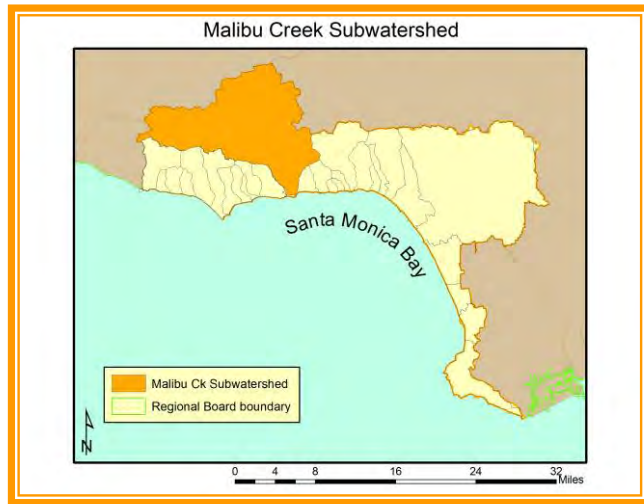 Malibu Creek Subwatershed
Santa Monica Bay
Malibu Ck Subwatershed
Regional Board boundary
N
0 4 8 16 24 32
Miles